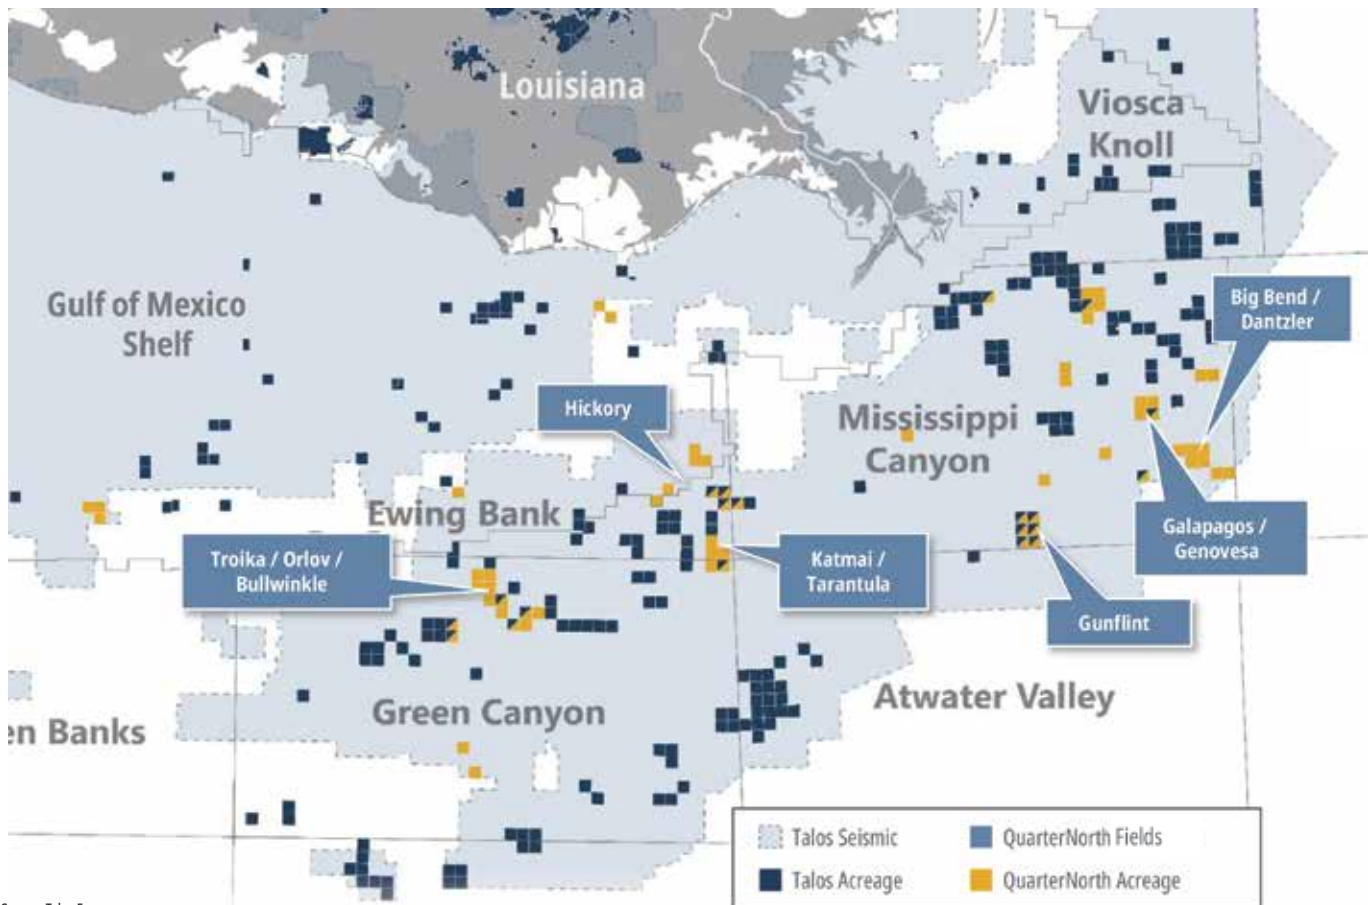 Louisiana
Viosca
Knoll
Gulf of Mexico
Shelf
Big Bend /
Dantzler
Hickory
Mississippi
Canyon
Ewing Bank
Troika / Orlov /
Bullwinkle
Katmai /
Tarantula
Galapagos /
Genovesa
Gunflint
Green Canyon
Atwater Valley
en Banks
Talos Seismic
QuarterNorth Fields
Talos Acreage
QuarterNorth Acreage